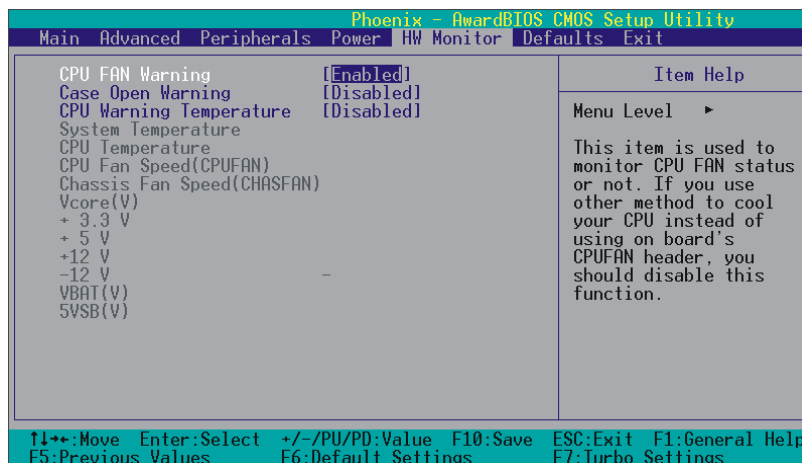 Phoenix - AwardBIOS CMOS Setup Utility
Main Advanced Peripherals Power HW Monitor Defaults Exit
CPU FAN Warning [Enabled]
Case Open Warning [Disabled]
CPU Warning Temperature [Disabled]
System Temperature
CPU Temperature
CPU Fan Speed(CPUFAN)
Chassis Fan Speed(CHASFAN)
Vcore(V)
+ 3.3 V
+ 5 V
+12 V
-12 V -
VBAT(V)
5VSB(V)
Item Help
Menu Level ►
This item is used to
monitor CPU FAN status
or not. If you use
other method to cool
your CPU instead of
using on board's
CPUFAN header, you
should disable this
function.
↑↓→←:Move Enter:Select +/-/PU/PD:Value F10:Save ESC:Exit F1:General Help
F5:Previous Values F6:Default Settings F7:Turbo Settings